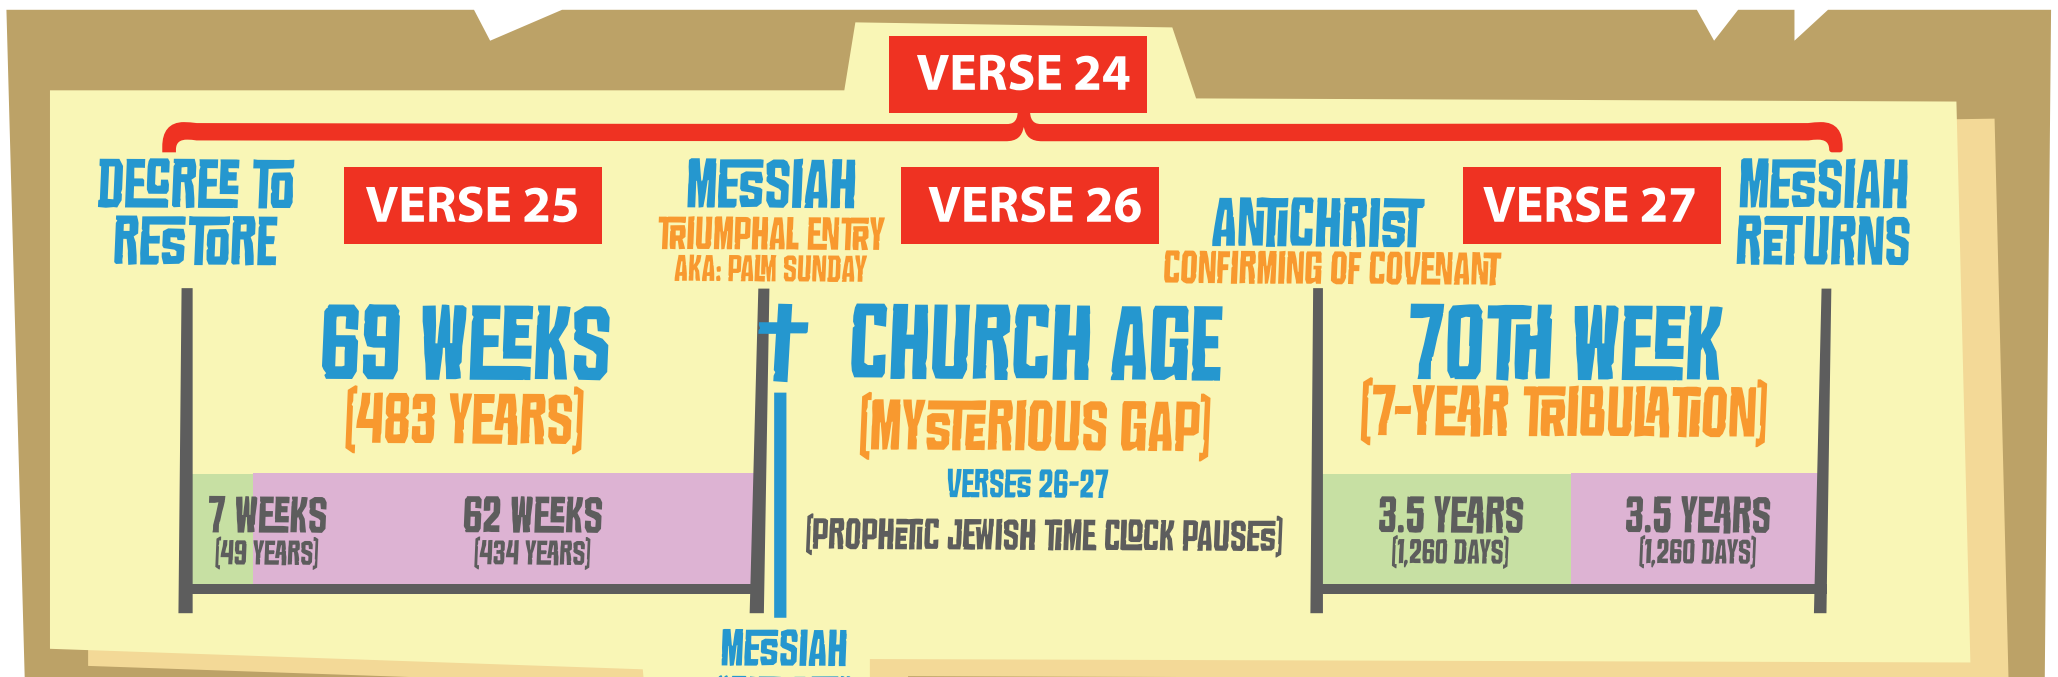 VERSE 24
DECREE TO
RESTORE
VERSE 25
MESSIAH
TRIUMPHAL ENTRY
AKA: PALM SUNDAY
VERSE 26
ANTICHRIST
CONFIRMING OF COVENANT
VERSE 27
MESSIAH
RETURNS
69 WEEKS
(483 YEARS)
7 WEEKS
(49 YEARS)
62 WEEKS
(434 YEARS)
CHURCH AGE
(MYSTERIOUS GAP)
VERSES 26-27
(PROPHETIC JEWISH TIME CLOCK PAUSES)
70TH WEEK
(7-YEAR TRIBULATION)
3.5 YEARS
(1,260 DAYS)
3.5 YEARS
(1,260 DAYS)
MESSIAH